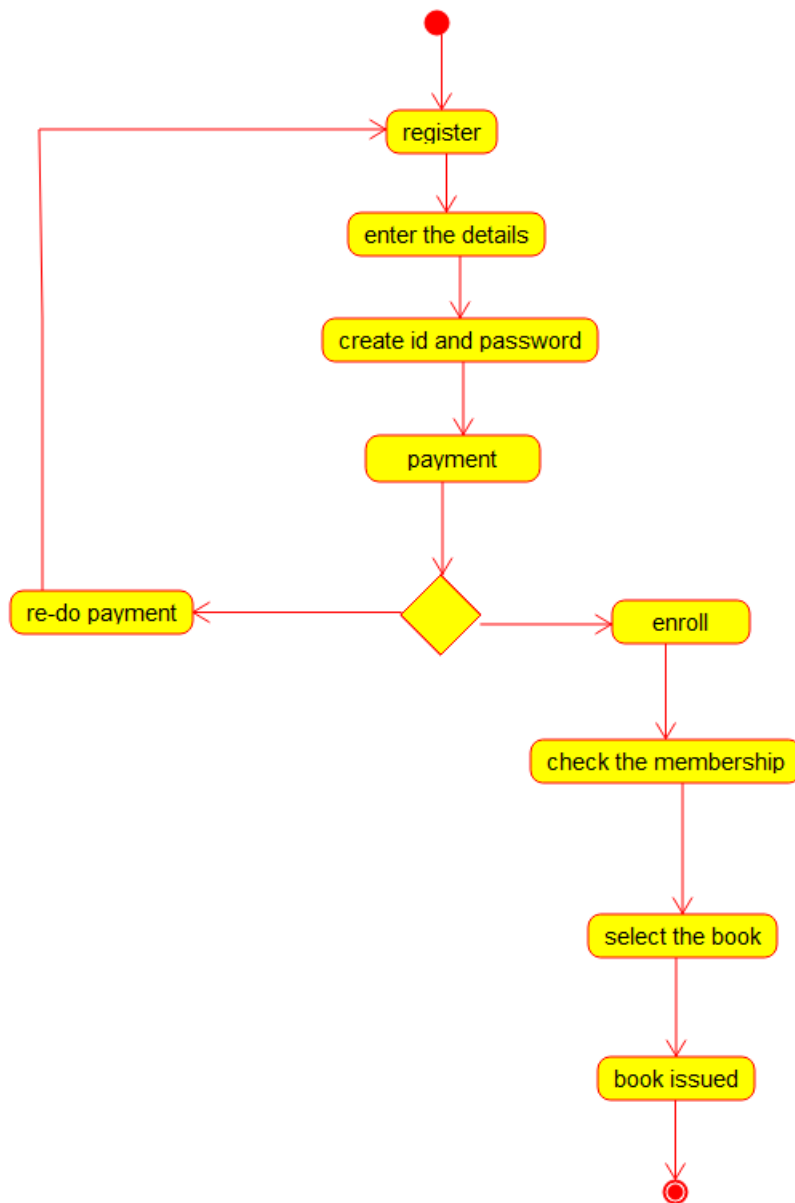 register
enter the details
create id and password
payment
re-do payment
enroll
check the membership
select the book
book issued